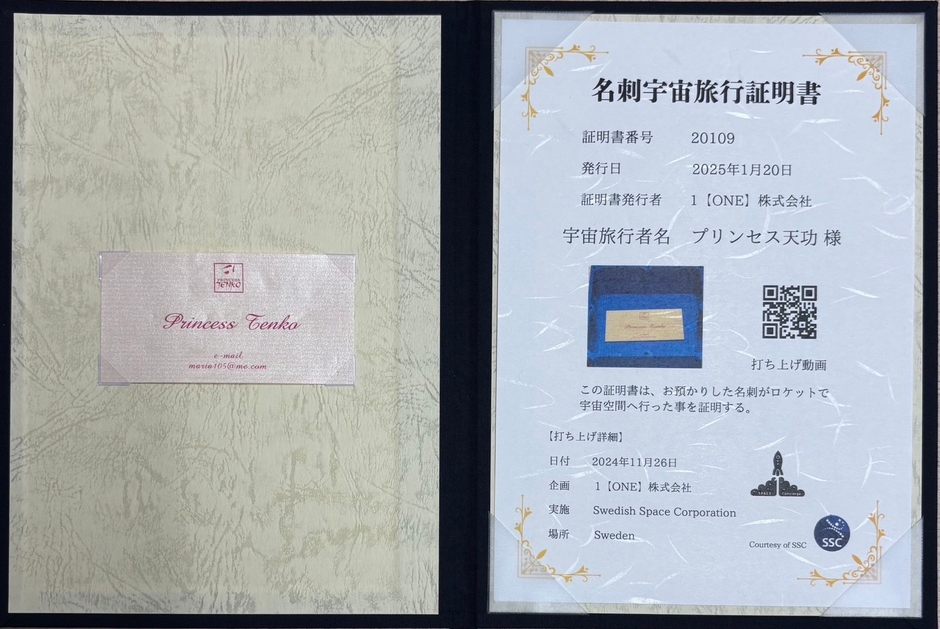 PRINCESS
TENKO
Princess Tenko
e-mail
maria105@me.com
名刺宇宙旅行証明書
証明書番号 20109
発行日 2025年1月20日
証明書発行者 1【ONE】株式会社
宇宙旅行者名 プリンセス天功 様
Princess Tenko
打ち上げ動画
この証明書は、お預かりした名刺がロケットで
宇宙空間へ行った事を証明する。
【打ち上げ詳細】
日付 2024年11月26日
企画 1【ONE】株式会社
実施 Swedish Space Corporation
場所 Sweden
SPACE
Courtesy of SSC
SSC